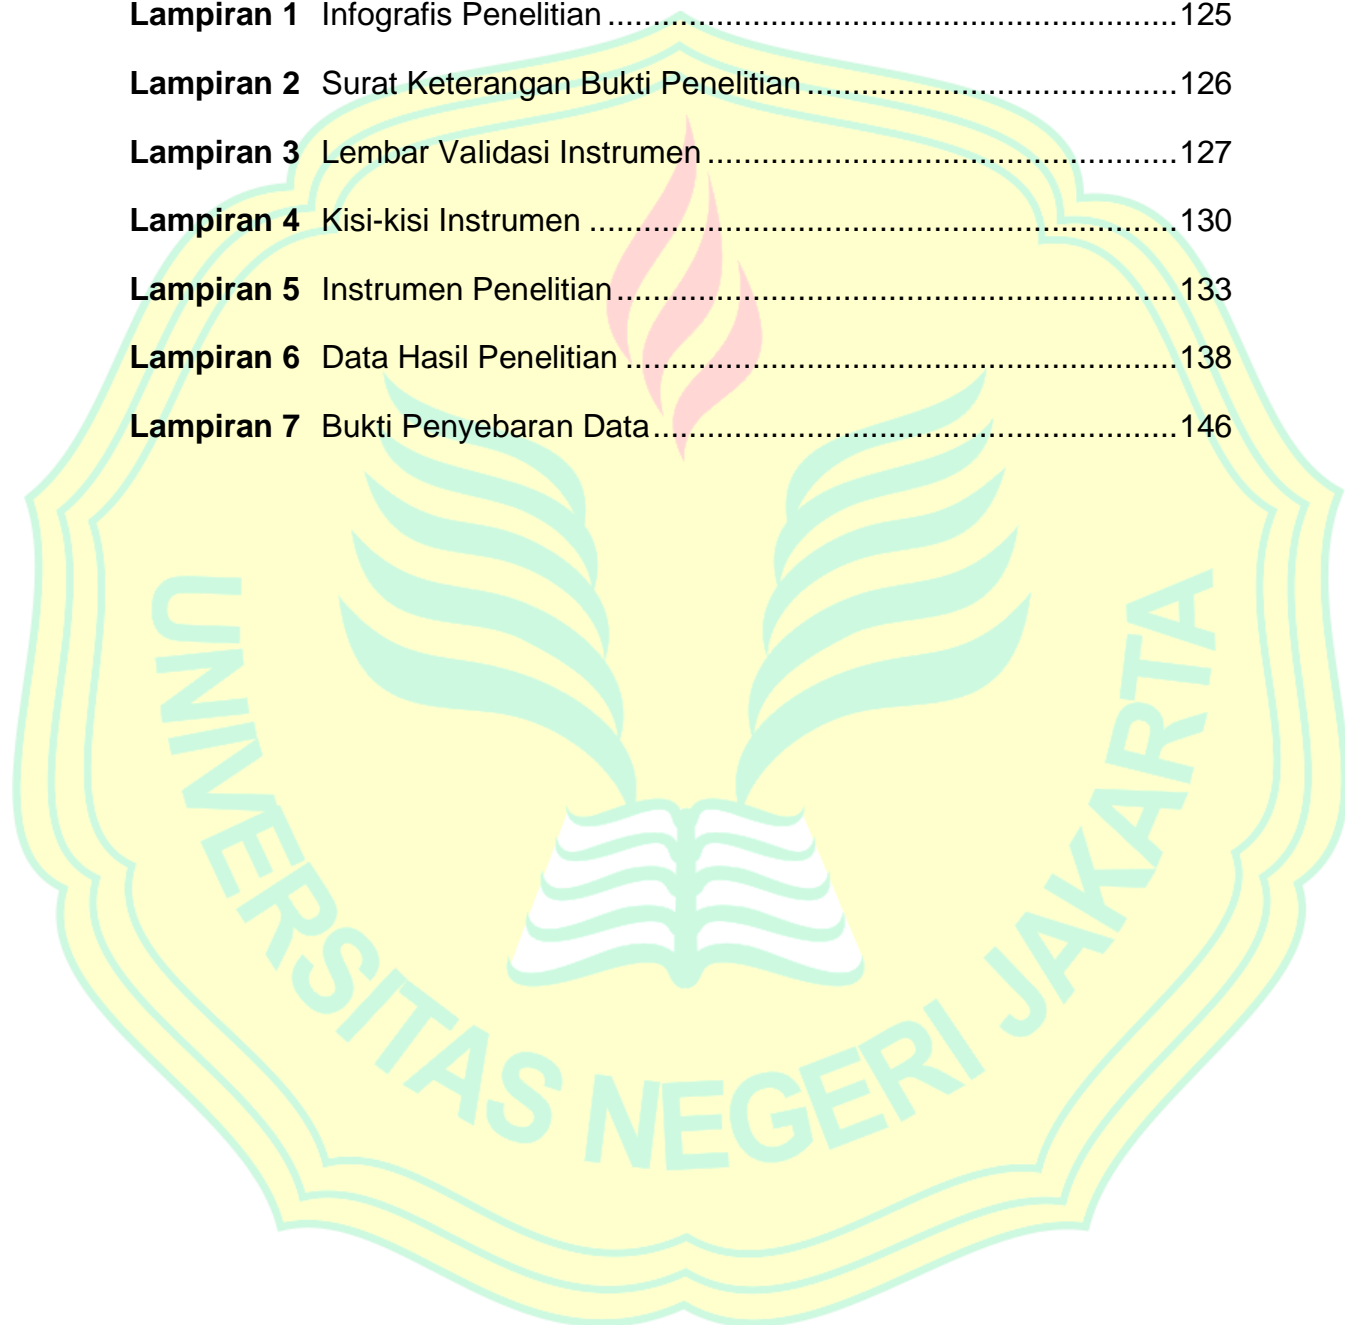 Lampiran 1 Infografis Penelitian ................................................................125
Lampiran 2 Surat Keterangan Bukti Penelitian .........................................126
Lampiran 3 Lembar Validasi Instrumen ....................................................127
Lampiran 4 Kisi-kisi Instrumen .................................................................130
Lampiran 5 Instrumen Penelitian ..............................................................133
Lampiran 6 Data Hasil Penelitian .............................................................138
Lampiran 7 Bukti Penyebaran Data ..........................................................146
UNIVERSITAS NEGERI JAKARTA